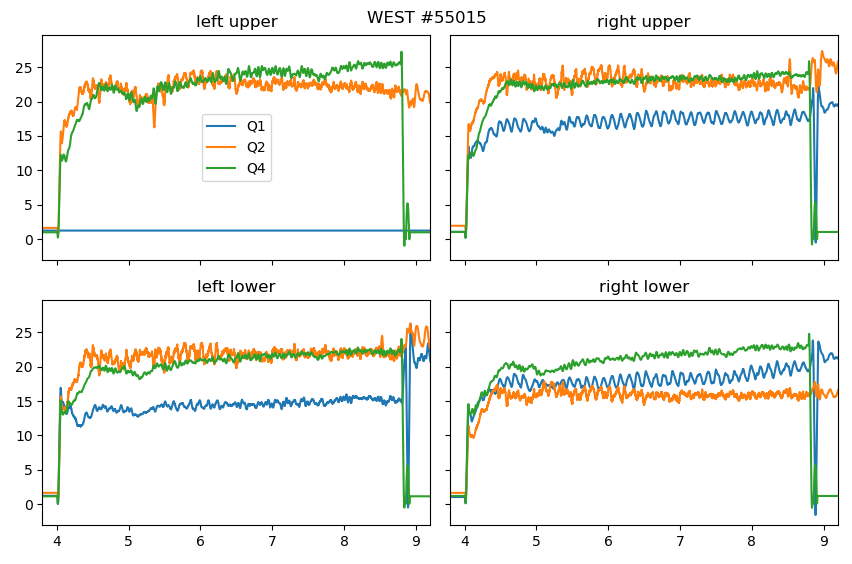 WEST #55015
left upper
right upper
25
20
15
10
5
0
Q1
Q2
Q4
left lower
right lower
25
20
15
10
5
0
4 5 6 7 8 9
4 5 6 7 8 9